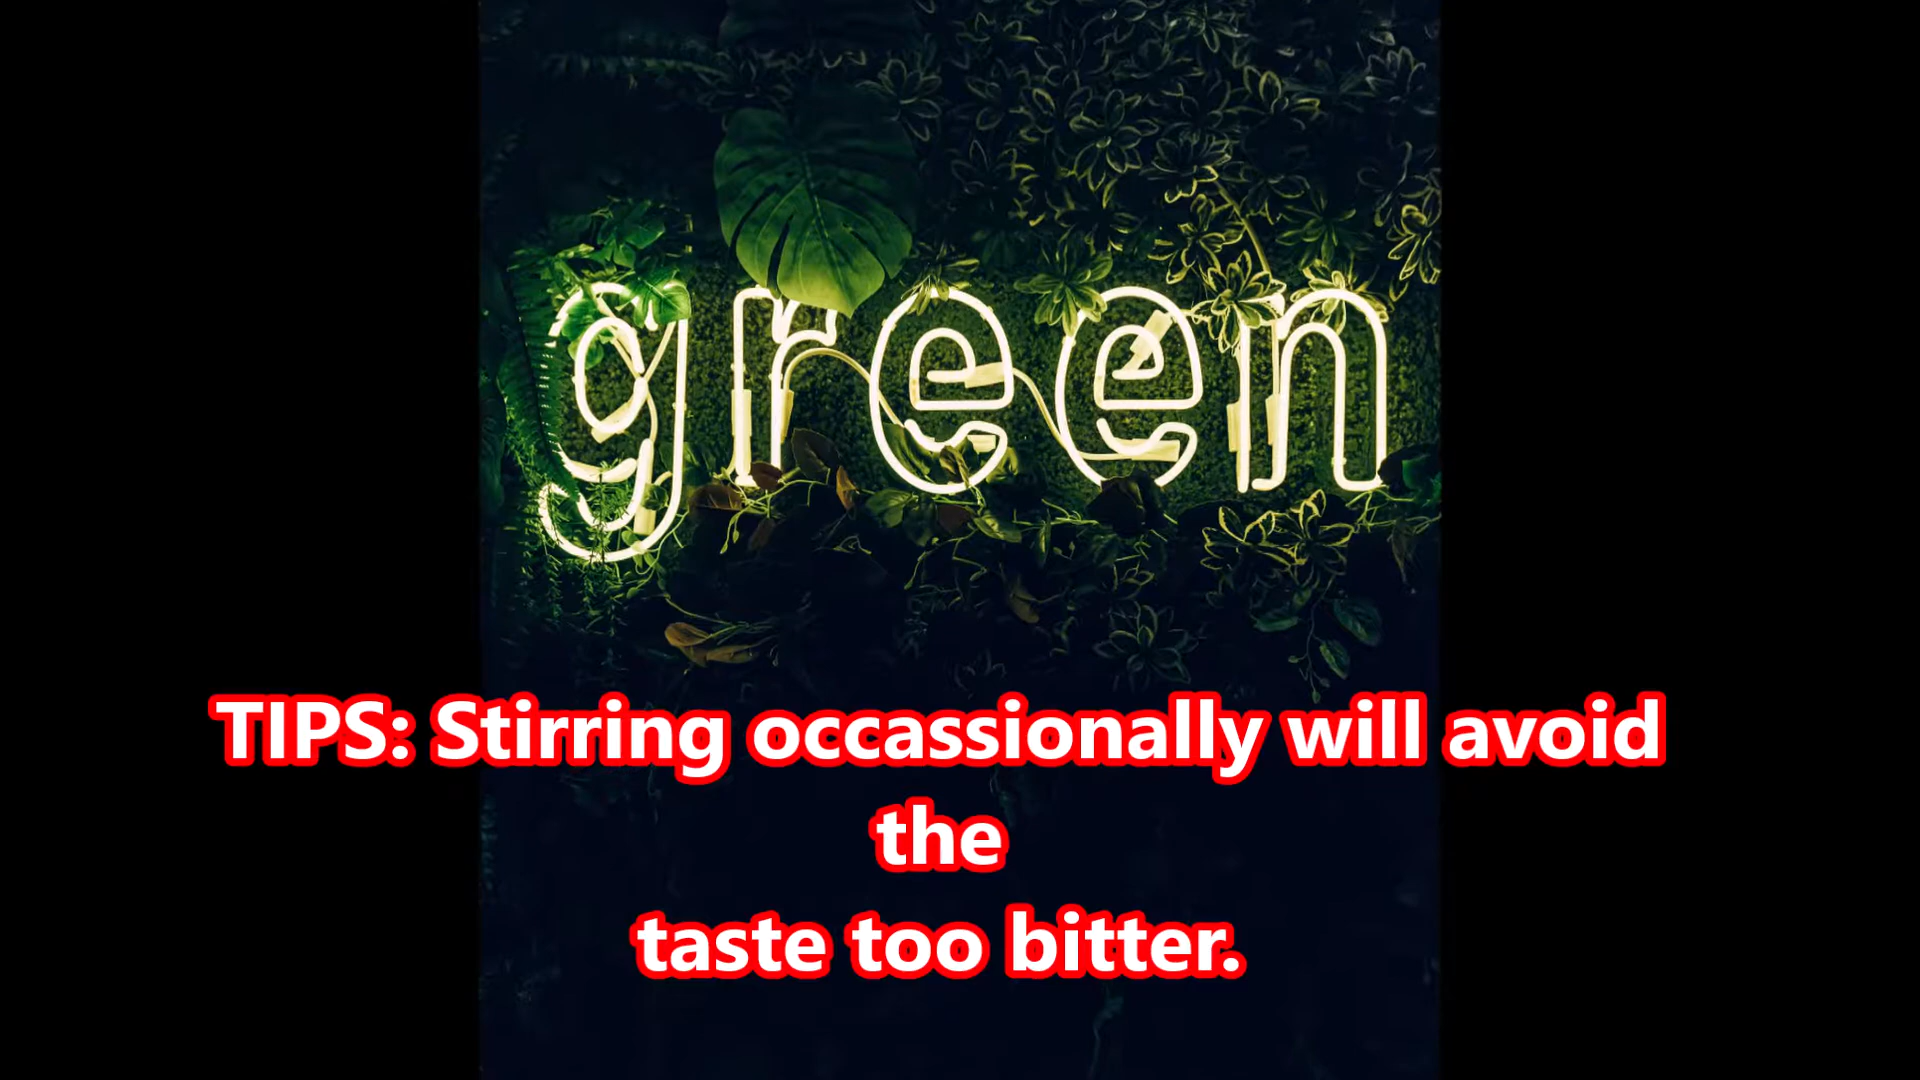 green
TIPS: Stirring occassionally will avoid
the
taste too bitter.